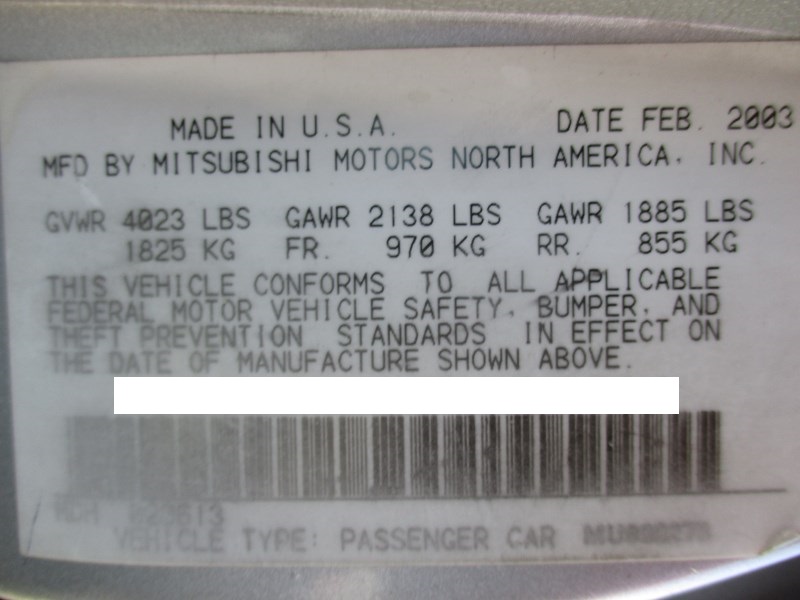 MADE IN U.S.A. DATE FEB. 2003
MFD BY MITSUBISHI MOTORS NORTH AMERICA, INC.
GVWR 4023 LBS GAWR 2138 LBS GAWR 1885 LBS
1825 KG FR. 970 KG RR. 855 KG
THIS VEHICLE CONFORMS TO ALL APPLICABLE
FEDERAL MOTOR VEHICLE SAFETY, BUMPER, AND
THEFT PREVENTION STANDARDS IN EFFECT ON
THE DATE OF MANUFACTURE SHOWN ABOVE.
VEHICLE TYPE: PASSENGER CAR